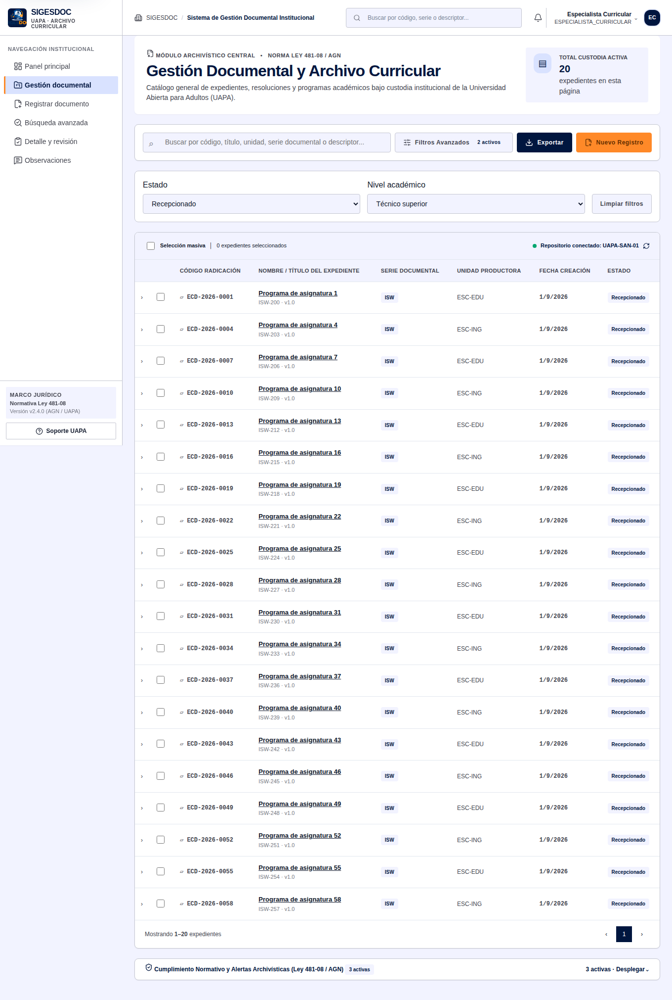 SIGESDOC
UAPA · ARCHIVO
CURRICULAR
SIGESDOC / Sistema de Gestión Documental Institucional
Buscar por código, serie o descriptor...
Especialista Curricular
ESPECIALISTA_CURRICULAR
EC
NAVEGACIÓN INSTITUCIONAL
Panel principal
Gestión documental
Registrar documento
Búsqueda avanzada
Detalle y revisión
Observaciones
MARCO JURÍDICO
Normativa Ley 481-08
Versión v2.4.0 (AGN / UAPA)
Soporte UAPA
MÓDULO ARCHIVÍSTICO CENTRAL • NORMA LEY 481-08 / AGN
Gestión Documental y Archivo Curricular
Catálogo general de expedientes, resoluciones y programas académicos bajo custodia institucional de la Universidad
Abierta para Adultos (UAPA).
TOTAL CUSTODIA ACTIVA
20
expedientes en esta
página
Buscar por código, título, unidad, serie documental o descriptor...
Filtros Avanzados 2 activos
Exportar
Nuevo Registro
Estado
Recepcionado
Nivel académico
Técnico superior
Limpiar filtros
Selección masiva | 0 expedientes seleccionados
Repositorio conectado: UAPA-SAN-01
CÓDIGO RADICACIÓN NOMBRE / TÍTULO DEL EXPEDIENTE SERIE DOCUMENTAL UNIDAD PRODUCTORA FECHA CREACIÓN ESTADO
ECD-2026-0001 Programa de asignatura 1 ISW ESC-EDU 1/9/2026 Recepcionado
ISW-200 · v1.0
ECD-2026-0004 Programa de asignatura 4 ISW ESC-ING 1/9/2026 Recepcionado
ISW-203 · v1.0
ECD-2026-0007 Programa de asignatura 7 ISW ESC-EDU 1/9/2026 Recepcionado
ISW-206 · v1.0
ECD-2026-0010 Programa de asignatura 10 ISW ESC-ING 1/9/2026 Recepcionado
ISW-209 · v1.0
ECD-2026-0013 Programa de asignatura 13 ISW ESC-EDU 1/9/2026 Recepcionado
ISW-212 · v1.0
ECD-2026-0016 Programa de asignatura 16 ISW ESC-ING 1/9/2026 Recepcionado
ISW-215 · v1.0
ECD-2026-0019 Programa de asignatura 19 ISW ESC-EDU 1/9/2026 Recepcionado
ISW-218 · v1.0
ECD-2026-0022 Programa de asignatura 22 ISW ESC-ING 1/9/2026 Recepcionado
ISW-221 · v1.0
ECD-2026-0025 Programa de asignatura 25 ISW ESC-EDU 1/9/2026 Recepcionado
ISW-224 · v1.0
ECD-2026-0028 Programa de asignatura 28 ISW ESC-ING 1/9/2026 Recepcionado
ISW-227 · v1.0
ECD-2026-0031 Programa de asignatura 31 ISW ESC-EDU 1/9/2026 Recepcionado
ISW-230 · v1.0
ECD-2026-0034 Programa de asignatura 34 ISW ESC-ING 1/9/2026 Recepcionado
ISW-233 · v1.0
ECD-2026-0037 Programa de asignatura 37 ISW ESC-EDU 1/9/2026 Recepcionado
ISW-236 · v1.0
ECD-2026-0040 Programa de asignatura 40 ISW ESC-ING 1/9/2026 Recepcionado
ISW-239 · v1.0
ECD-2026-0043 Programa de asignatura 43 ISW ESC-EDU 1/9/2026 Recepcionado
ISW-242 · v1.0
ECD-2026-0046 Programa de asignatura 46 ISW ESC-ING 1/9/2026 Recepcionado
ISW-245 · v1.0
ECD-2026-0049 Programa de asignatura 49 ISW ESC-EDU 1/9/2026 Recepcionado
ISW-248 · v1.0
ECD-2026-0052 Programa de asignatura 52 ISW ESC-ING 1/9/2026 Recepcionado
ISW-251 · v1.0
ECD-2026-0055 Programa de asignatura 55 ISW ESC-EDU 1/9/2026 Recepcionado
ISW-254 · v1.0
ECD-2026-0058 Programa de asignatura 58 ISW ESC-ING 1/9/2026 Recepcionado
ISW-257 · v1.0
Mostrando 1–20 expedientes
‹ 1 ›
Cumplimiento Normativo y Alertas Archivísticas (Ley 481-08 / AGN) 3 activas
3 activas · Desplegar